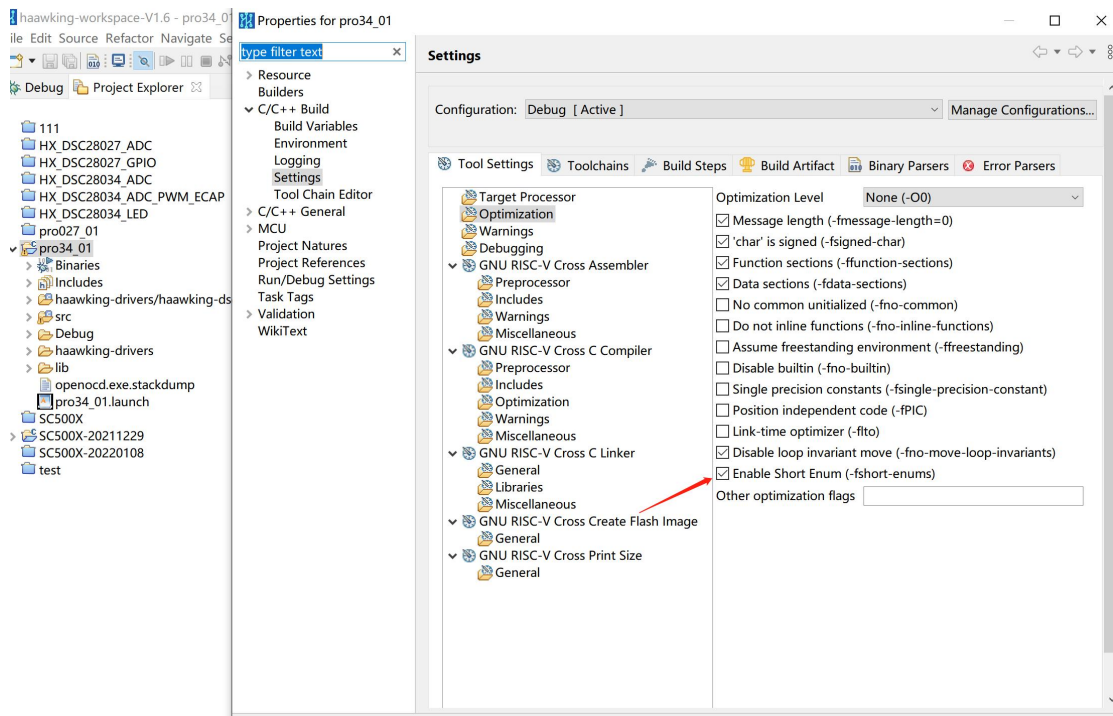 haawking-workspace-V1.6 - pro34_01
ile Edit Source Refactor Navigate Se
Debug Project Explorer
111
HX_DSC28027_ADC
HX_DSC28027_GPIO
HX_DSC28034_ADC
HX_DSC28034_ADC_PWM_ECAP
HX_DSC28034_LED
pro027_01
pro34_01
Binaries
Includes
haawking-drivers/haawking-ds
src
Debug
haawking-drivers
lib
openocd.exe.stackdump
pro34_01.launch
SC500X
SC500X-20211229
SC500X-20220108
test
Properties for pro34_01
type filter text
Resource
Builders
C/C++ Build
Build Variables
Environment
Logging
Settings
Tool Chain Editor
C/C++ General
MCU
Project Natures
Project References
Run/Debug Settings
Task Tags
Validation
WikiText
Settings
Configuration: Debug [ Active ] Manage Configurations...
Tool Settings Toolchains Build Steps Build Artifact Binary Parsers Error Parsers
Target Processor
Optimization
Warnings
Debugging
GNU RISC-V Cross Assembler
Preprocessor
Includes
Warnings
Miscellaneous
GNU RISC-V Cross C Compiler
Preprocessor
Includes
Optimization
Warnings
Miscellaneous
GNU RISC-V Cross C Linker
General
Libraries
Miscellaneous
GNU RISC-V Cross Create Flash Image
General
GNU RISC-V Cross Print Size
General
Optimization Level None (-O0)
Message length (-fmessage-length=0)
'char' is signed (-fsigned-char)
Function sections (-ffunction-sections)
Data sections (-fdata-sections)
No common unitialized (-fno-common)
Do not inline functions (-fno-inline-functions)
Assume freestanding environment (-ffreestanding)
Disable builtin (-fno-builtin)
Single precision constants (-fsingle-precision-constant)
Position independent code (-fPIC)
Link-time optimizer (-flto)
Disable loop invariant move (-fno-move-loop-invariants)
Enable Short Enum (-fshort-enums)
Other optimization flags